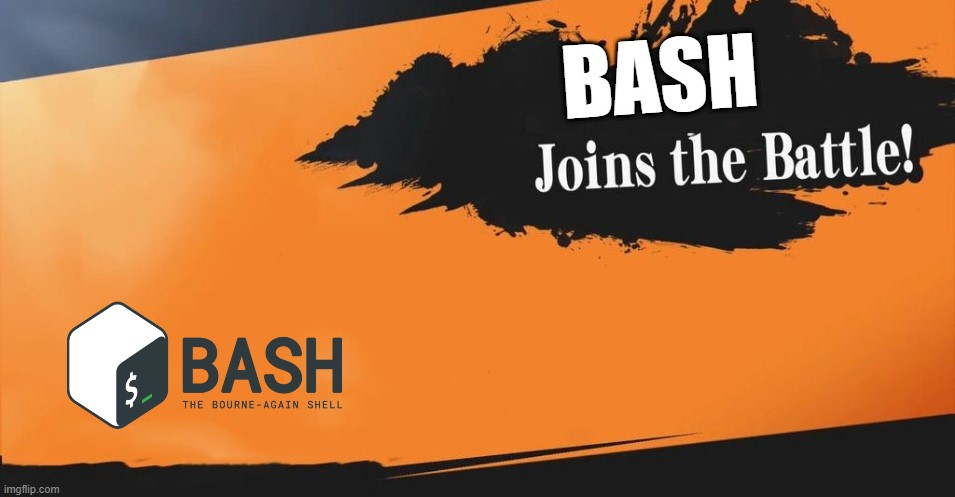 BASH
Joins the Battle!
$_
BASH
THE BOURNE-AGAIN SHELL
imgflip.com